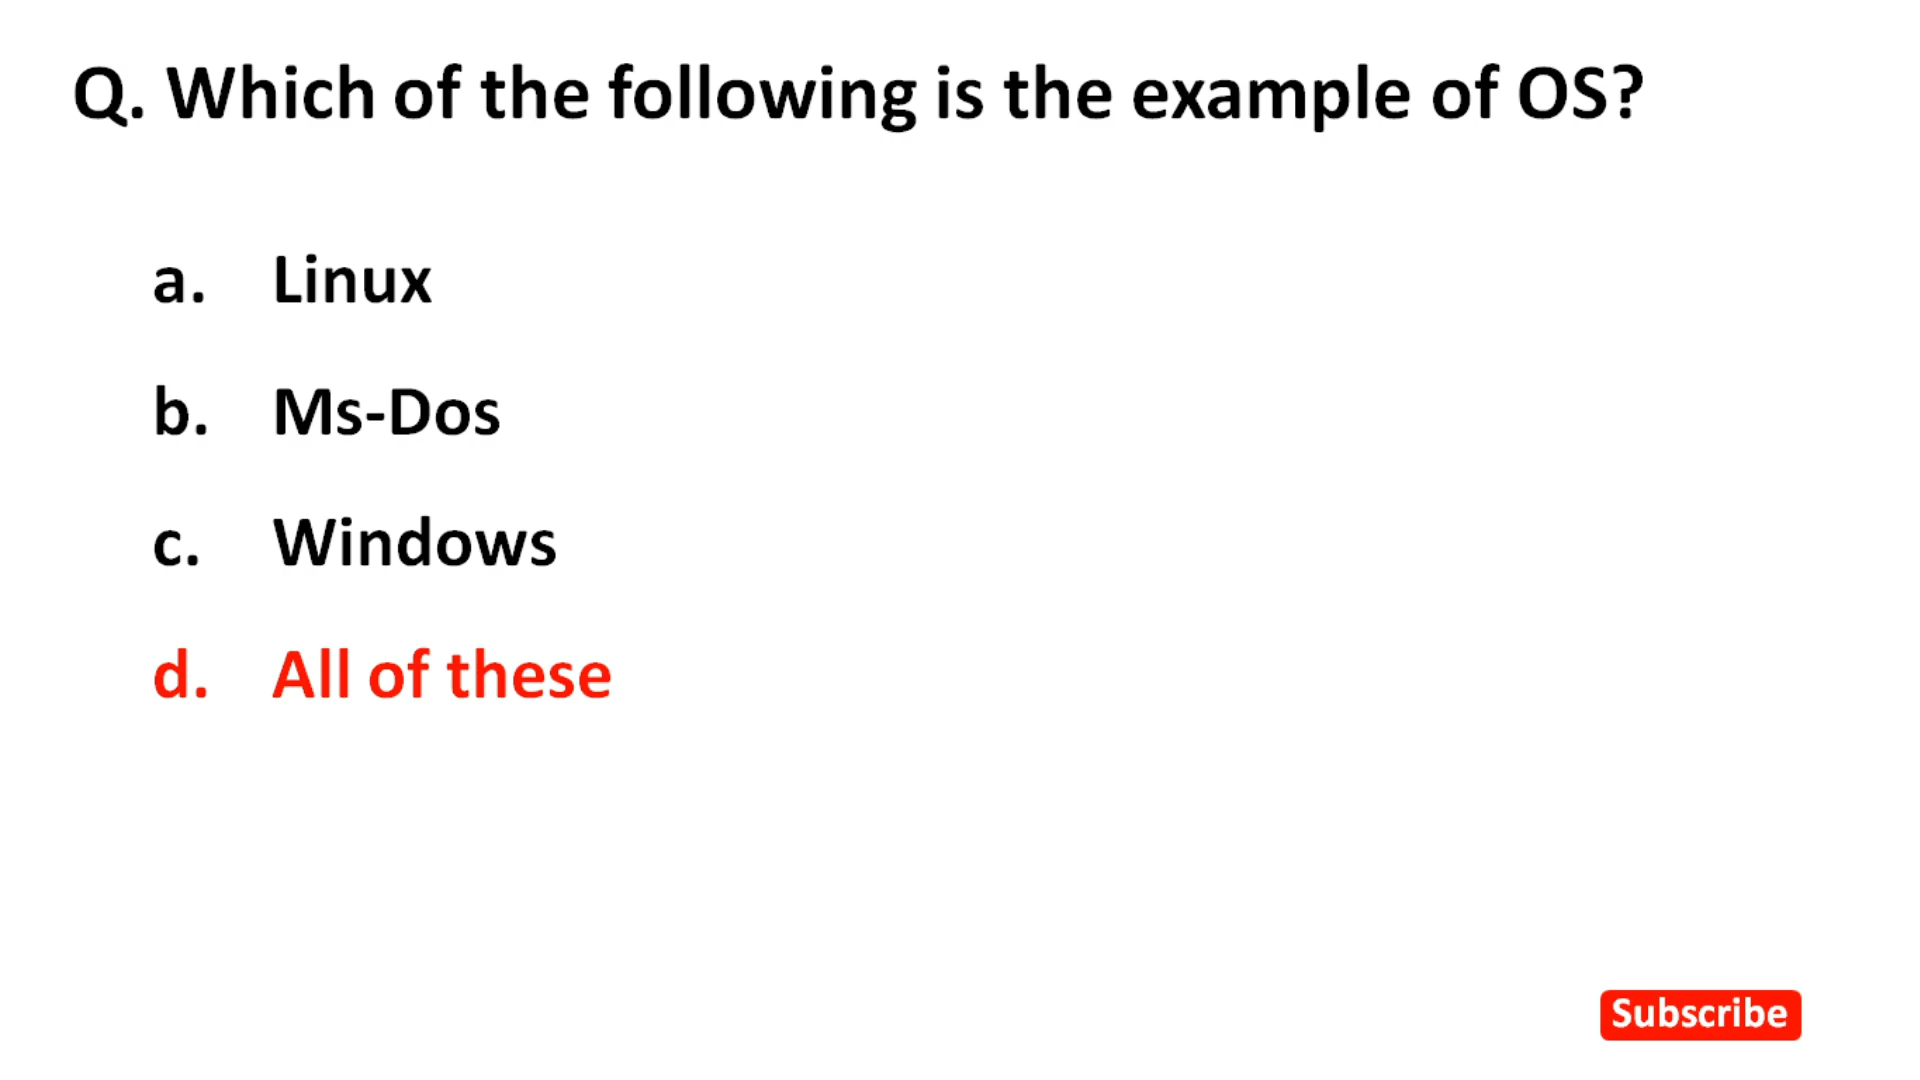 Q. Which of the following is the example of OS?
a. Linux
b. Ms-Dos
c. Windows
d. All of these
Subscribe